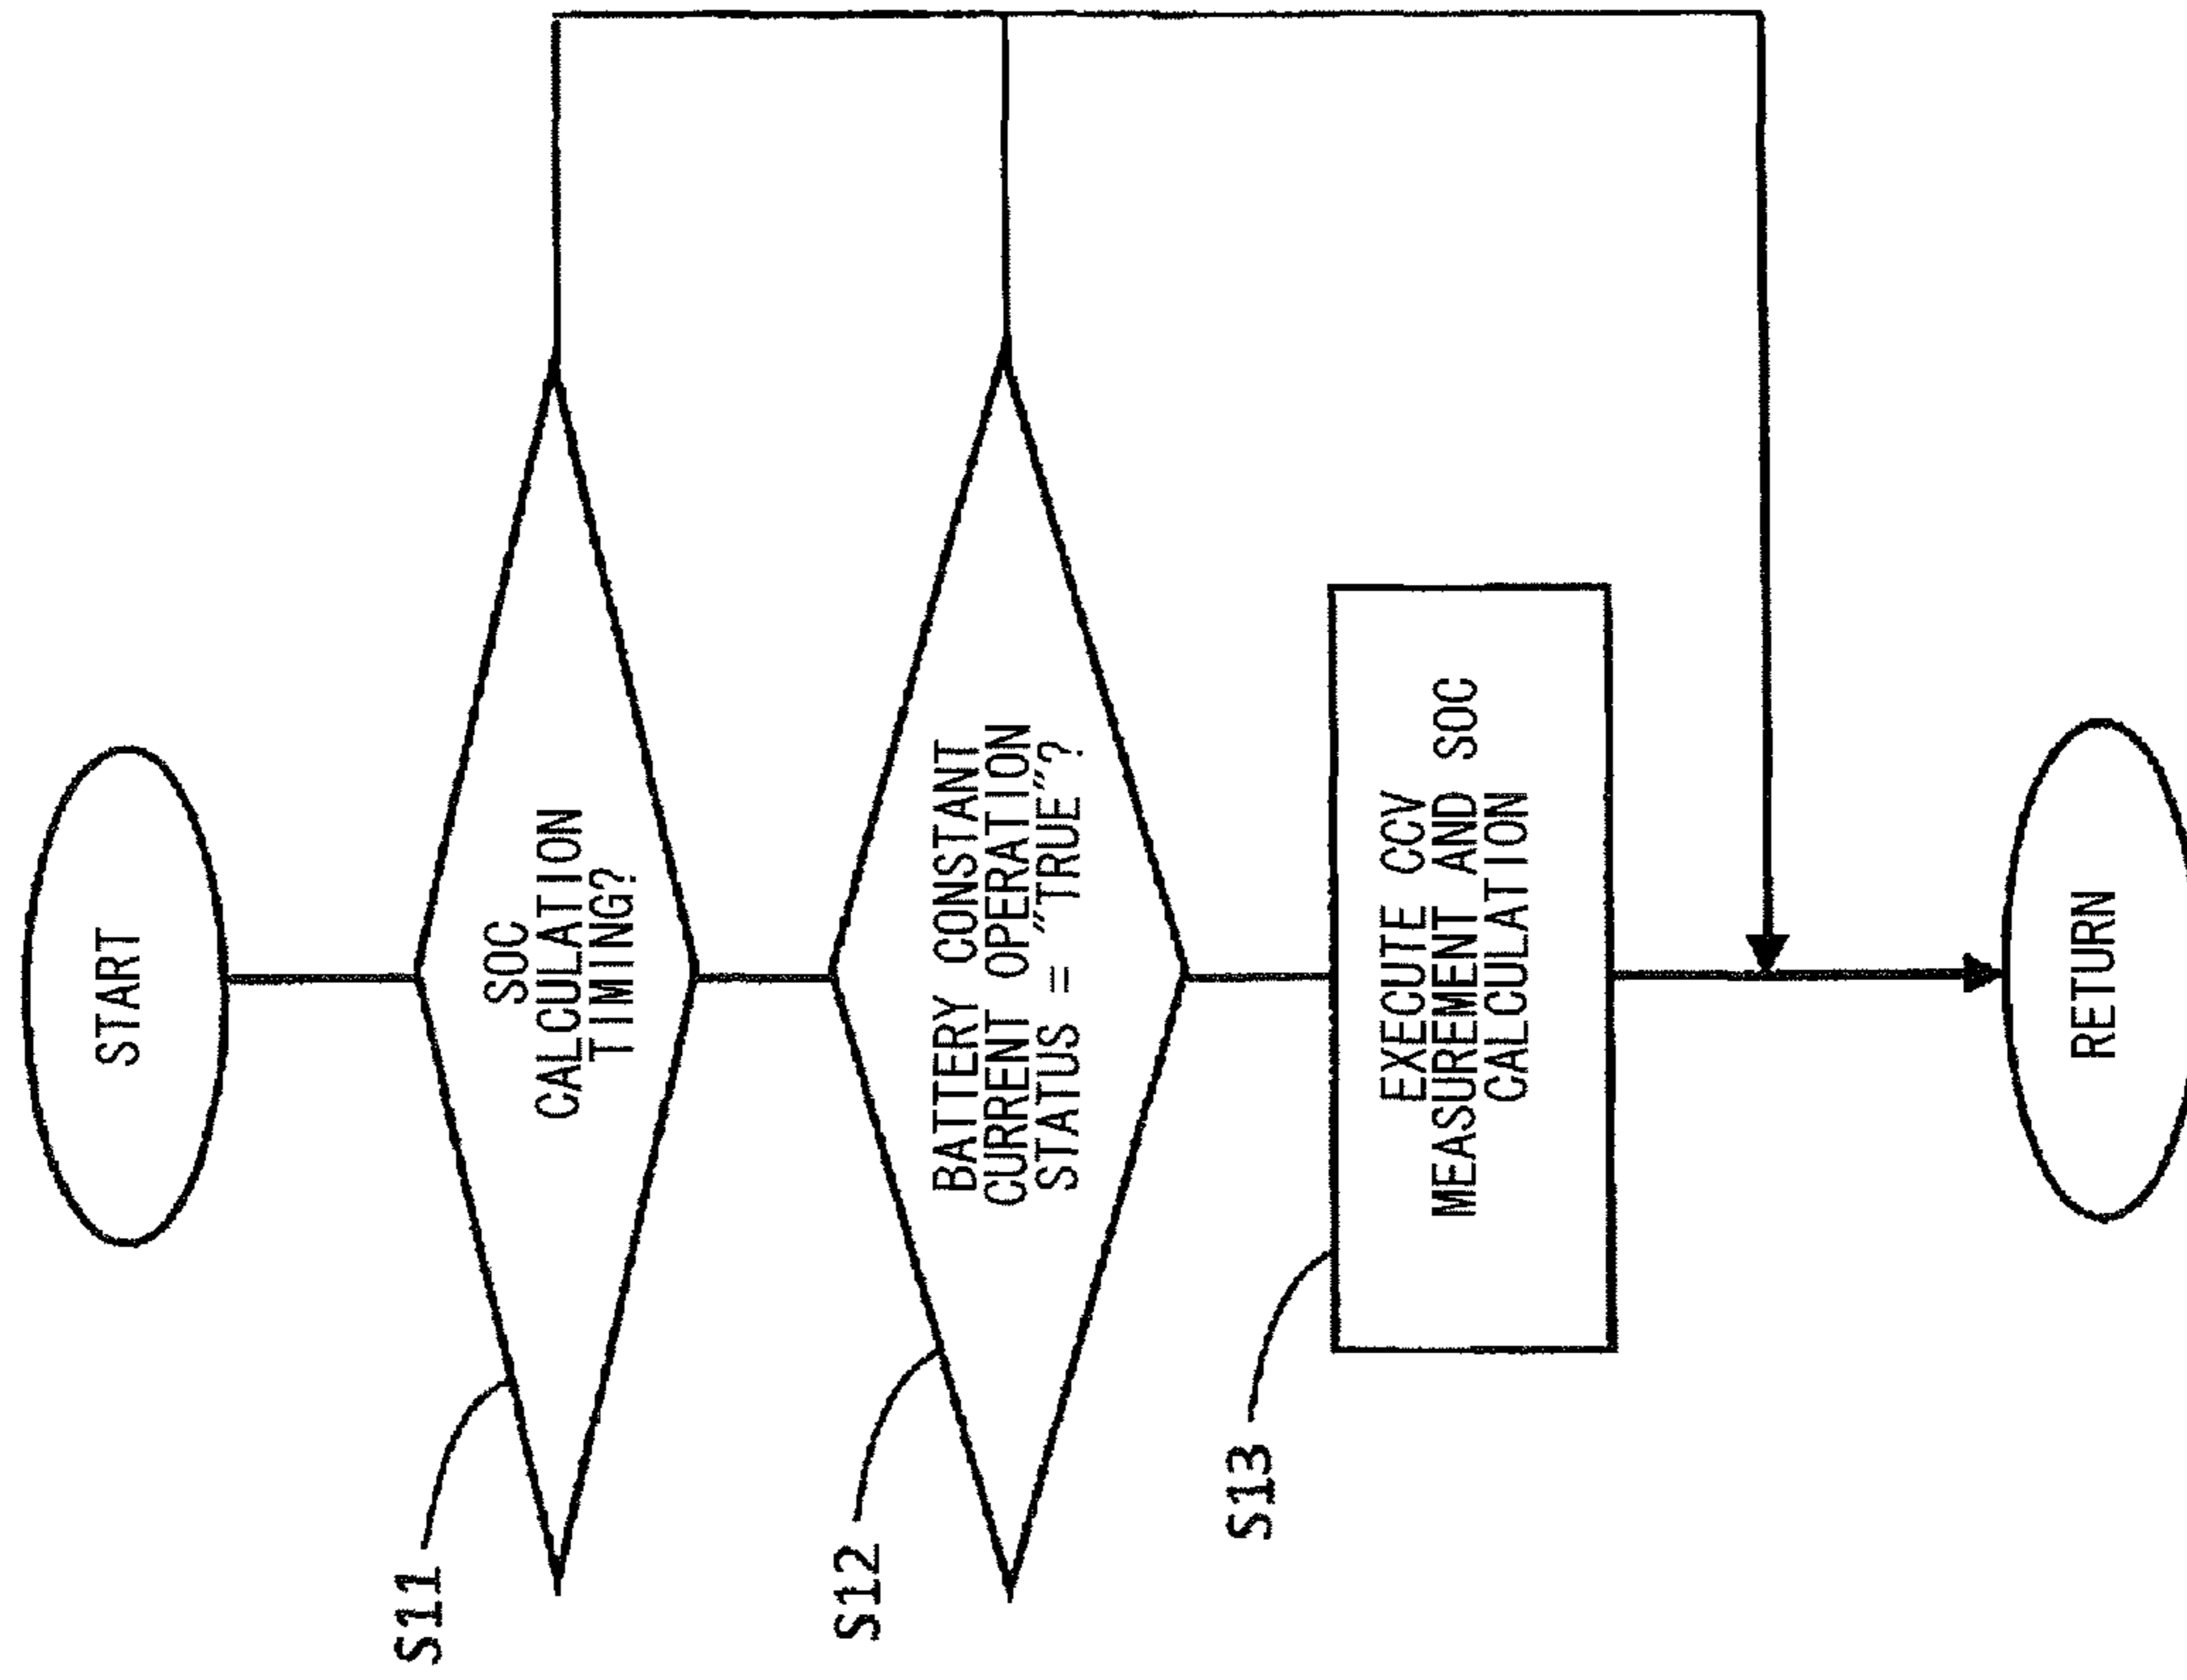 START
S11
SOC
CALCULATION
TIMING?
S12
BATTERY CONSTANT
CURRENT OPERATION
STATUS = "TRUE"?
S13
EXECUTE CCV
MEASUREMENT AND SOC
CALCULATION
RETURN